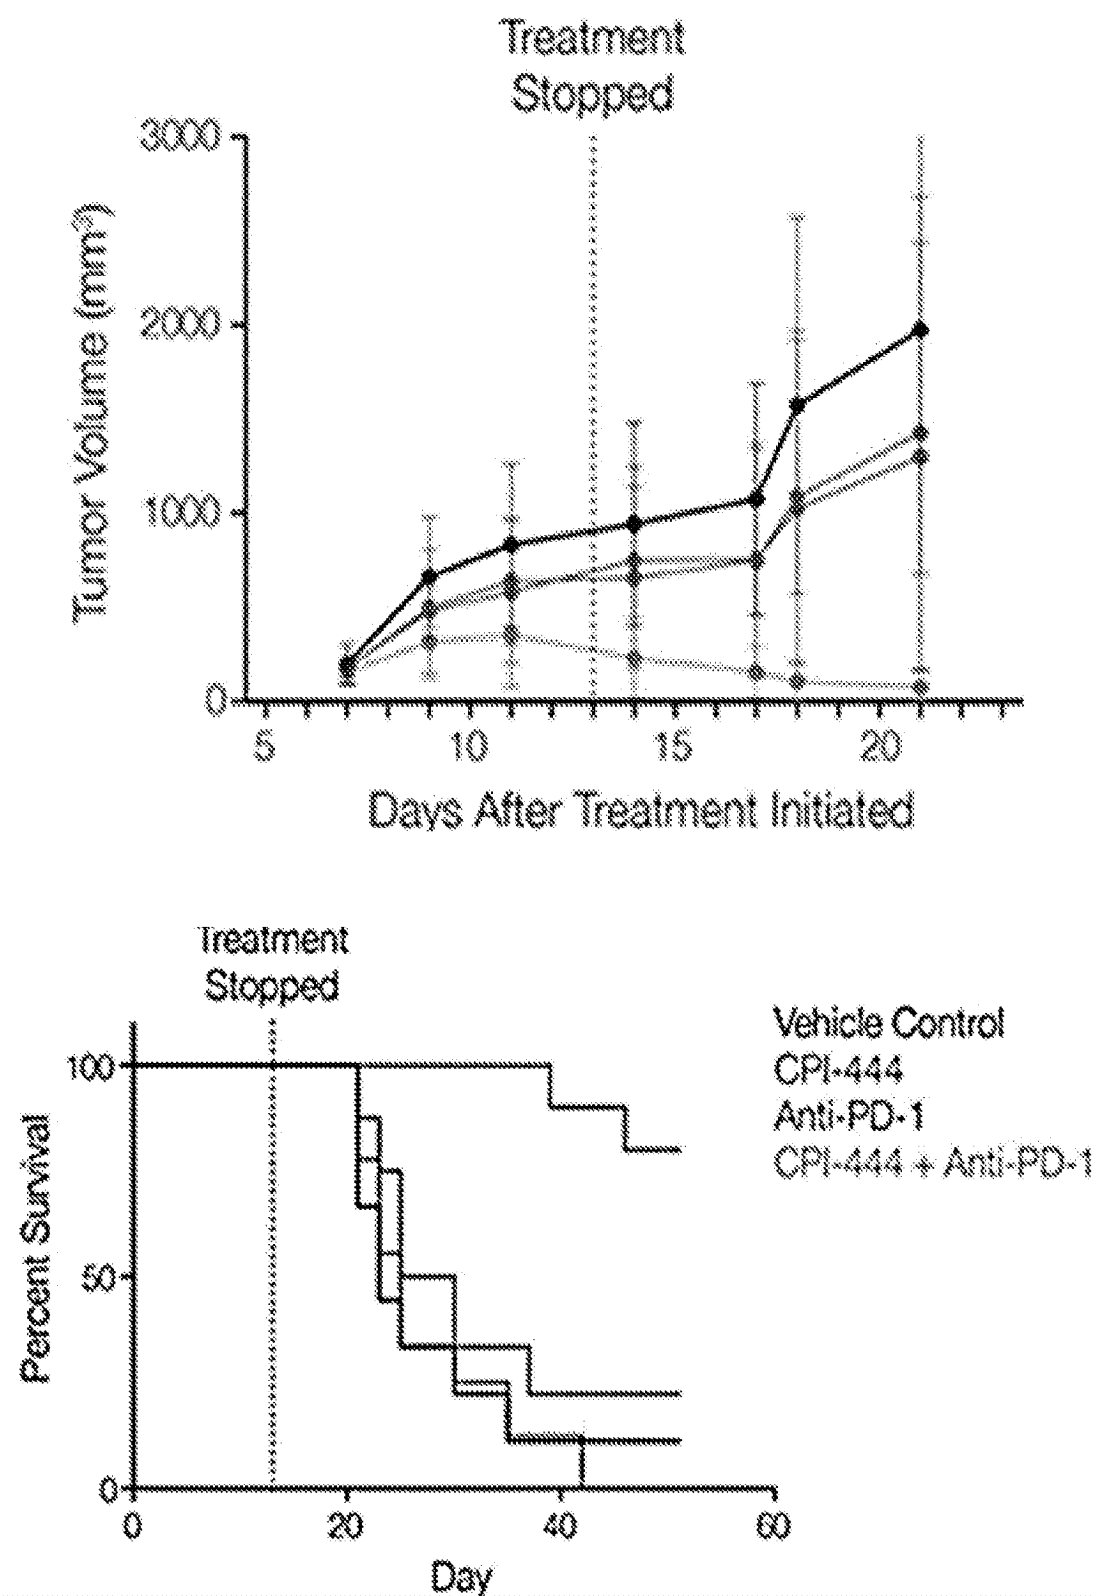 Treatment
Stopped
3000
2000
1000
0
Tumor Volume (mm³)
5
10
15
20
Days After Treatment Initiated
Treatment
Stopped
100
50
0
Percent Survival
0
20
40
60
Day
Vehicle Control
CPI-444
Anti-PD-1
CPI-444 + Anti-PD-1